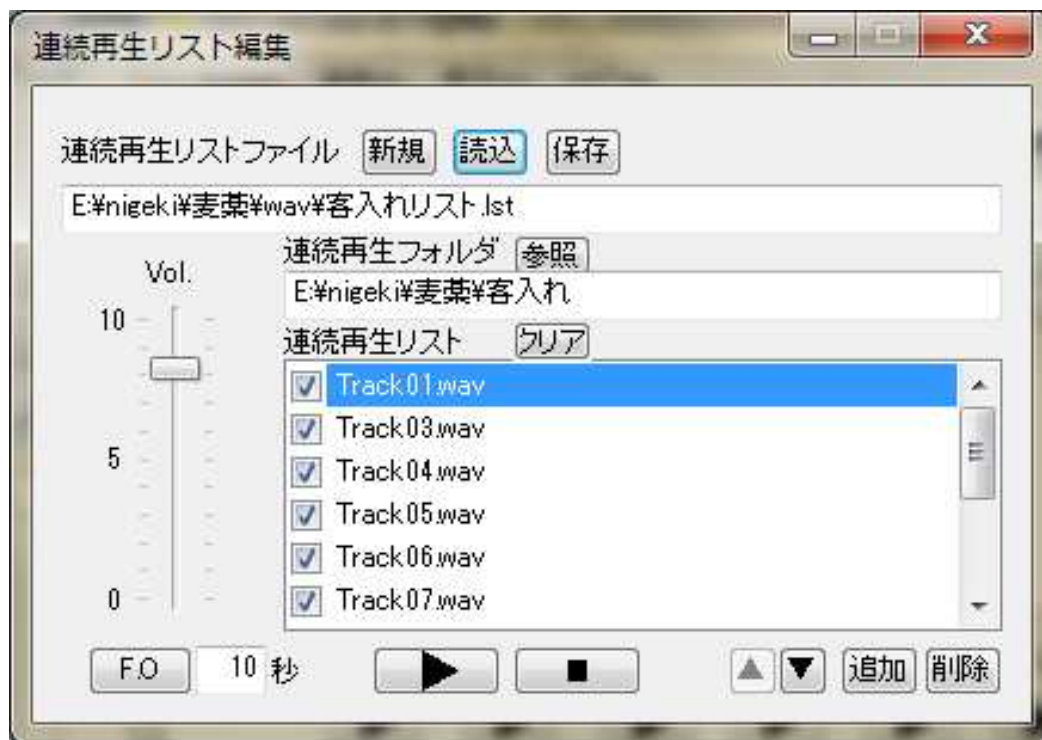 連続再生リスト編集
連続再生リストファイル 新規 読込 保存
E:¥nigeki¥麦藁¥wav¥客入れリスト.lst
Vol. 連続再生フォルダ 参照
E:¥nigeki¥麦藁¥客入れ
10
連続再生リスト クリア
Track01.wav
Track03.wav
5 Track04.wav
Track05.wav
Track06.wav
0 Track07.wav
F.O 10 秒 ▶ ■ ▲ ▼ 追加 削除